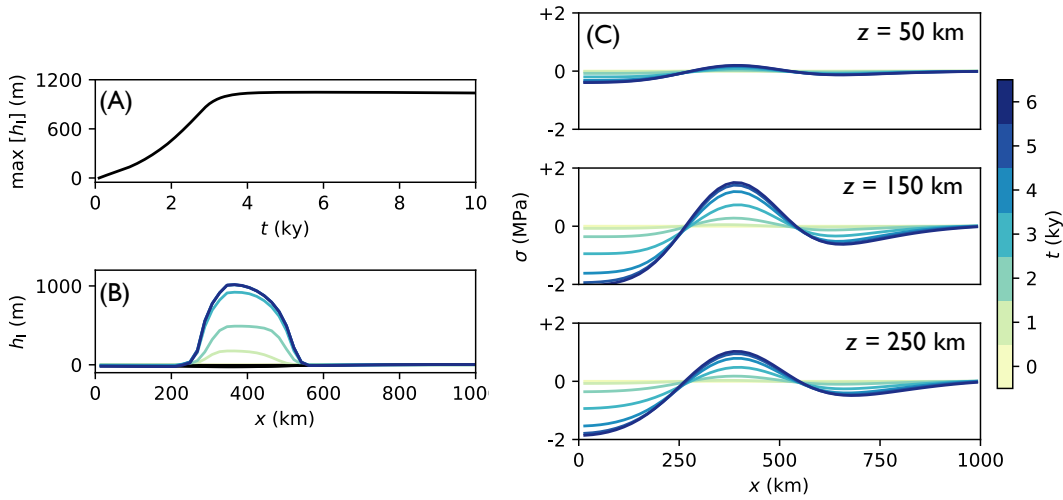 (A)
max [hI] (m)
1200
600
0
0 2 4 6 8 10
t (ky)
(B)
hI (m)
1000
0
0 200 400 600 800 100
x (km)
(C)
z = 50 km
+2
0
-2
z = 150 km
+2
0
-2
σ (MPa)
z = 250 km
+2
0
-2
0 250 500 750 1000
x (km)
6
5
4
3
2
1
0
t (ky)